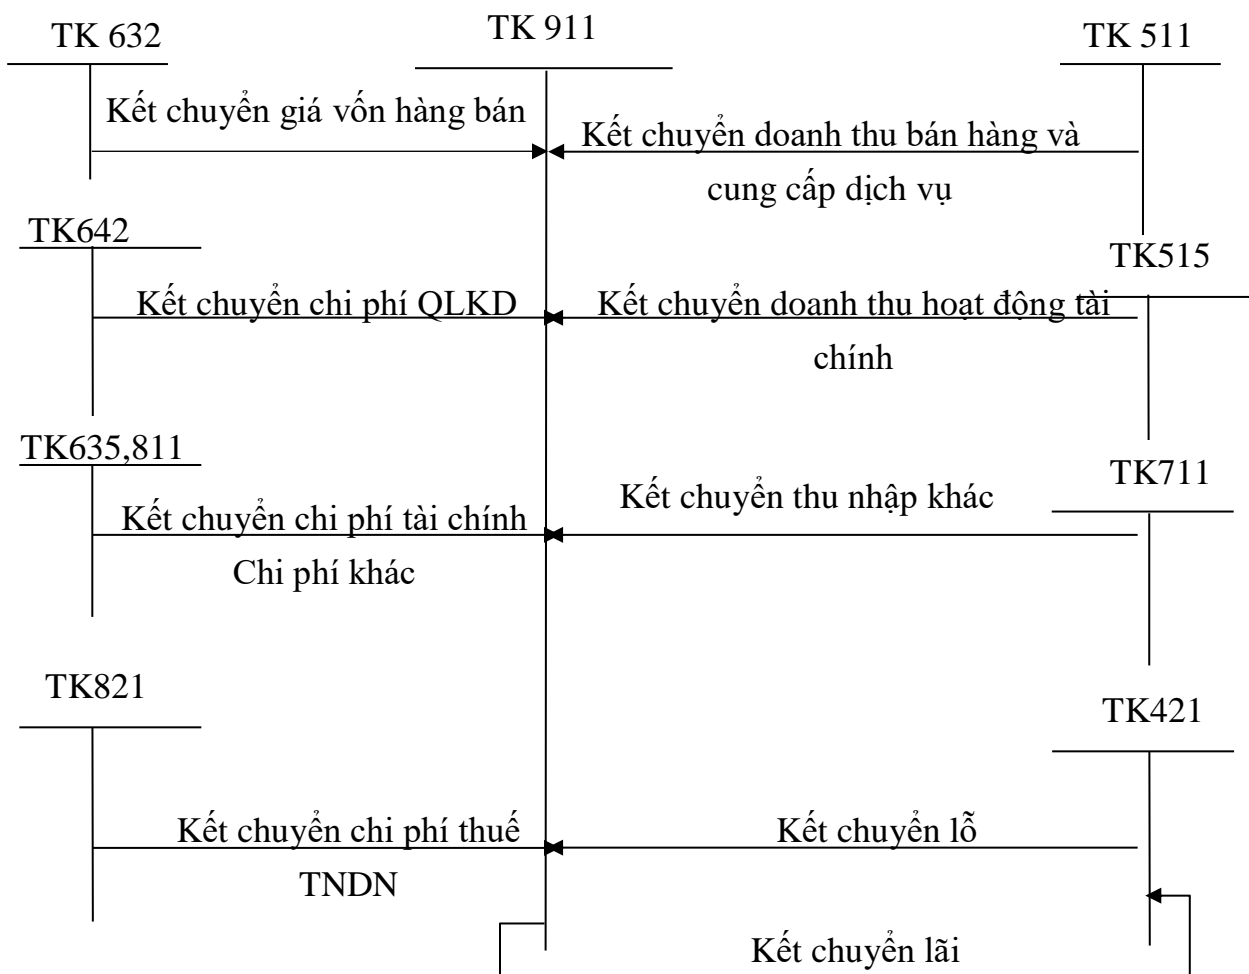 TK 632
TK 911
TK 511
Kết chuyển giá vốn hàng bán
Kết chuyển doanh thu bán hàng và
cung cấp dịch vụ
TK642
TK515
Kết chuyển chi phí QLKD
Kết chuyển doanh thu hoạt động tài
chính
TK635,811
TK711
Kết chuyển chi phí tài chính
Chi phí khác
Kết chuyển thu nhập khác
TK821
TK421
Kết chuyển chi phí thuế
TNDN
Kết chuyển lỗ
Kết chuyển lãi